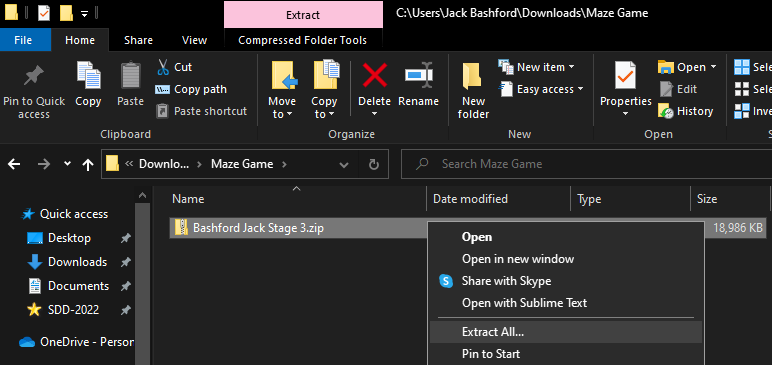 Extract
C:\Users\Jack Bashford\Downloads\Maze Game
File
Home
Share
View
Compressed Folder Tools
Pin to Quick access
Copy
Paste
Cut
Copy path
Paste shortcut
Clipboard
Move to
Copy to
Delete
Rename
Organize
New folder
New item
Easy access
New
Properties
Open
Edit
History
Open
Sele
Sele
Inve
Downlo...
Maze Game
Search Maze Game
Name
Date modified
Type
Size
Quick access
Desktop
Downloads
Documents
SDD-2022
OneDrive - Person
Bashford Jack Stage 3.zip
18,986 KB
Open
Open in new window
Share with Skype
Open with Sublime Text
Extract All...
Pin to Start